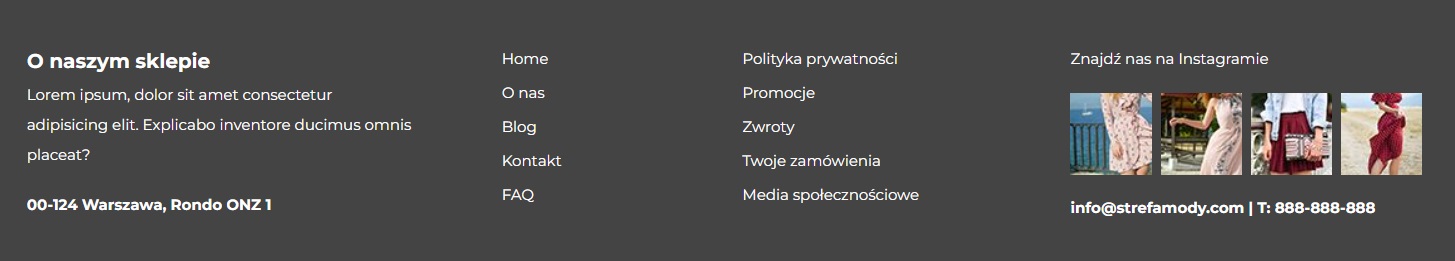 O naszym sklepie
Lorem ipsum, dolor sit amet consectetur
adipisicing elit. Explicabo inventore ducimus omnis
placeat?
00-124 Warszawa, Rondo ONZ 1
Home
O nas
Blog
Kontakt
FAQ
Polityka prywatności
Promocje
Zwroty
Twoje zamówienia
Media społecznościowe
Znajdź nas na Instagramie
info@strefamody.com | T: 888-888-888